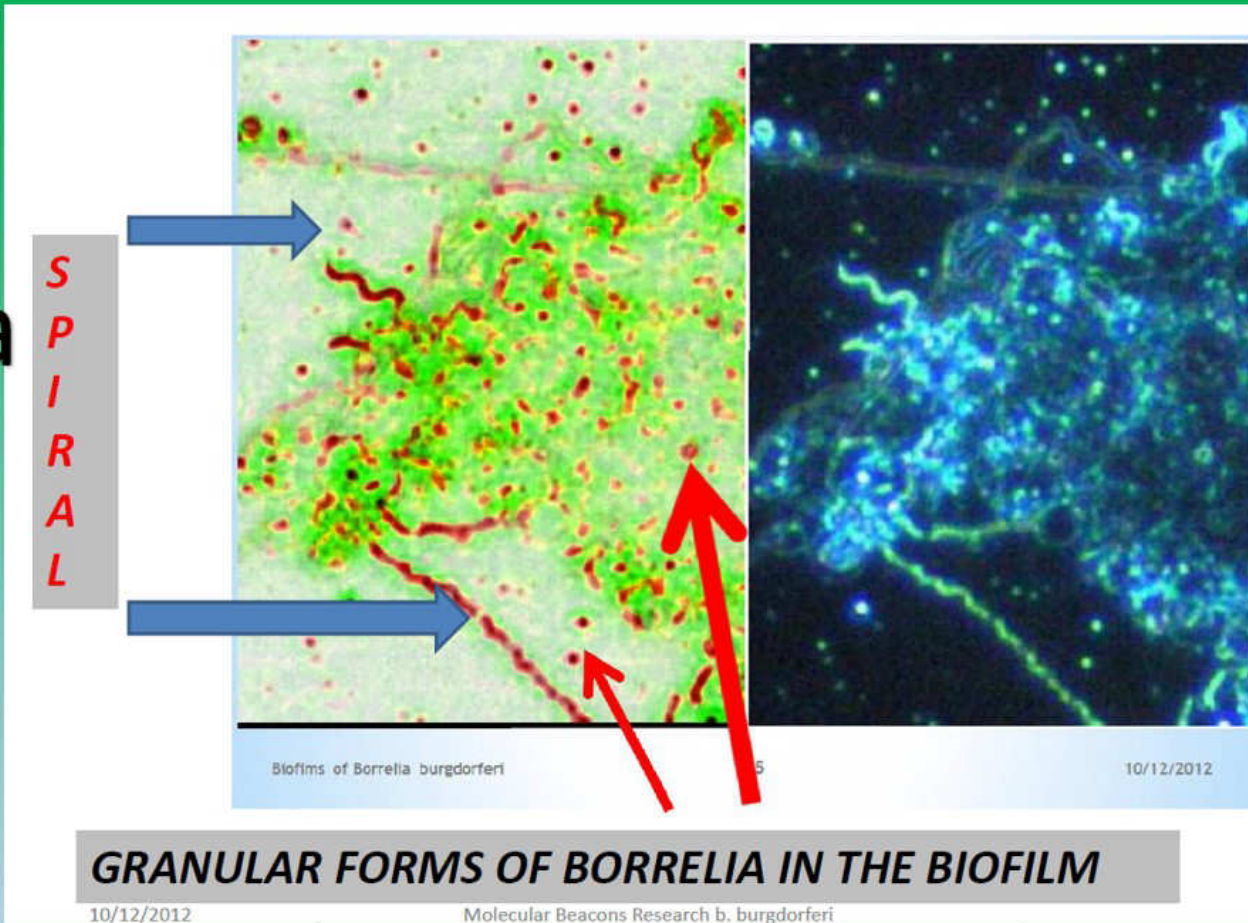 a
S
P
I
R
A
L
Biofims of Borrelia burgdorferi 5 10/12/2012
GRANULAR FORMS OF BORRELIA IN THE BIOFILM
10/12/2012 Molecular Beacons Research b. burgdorferi